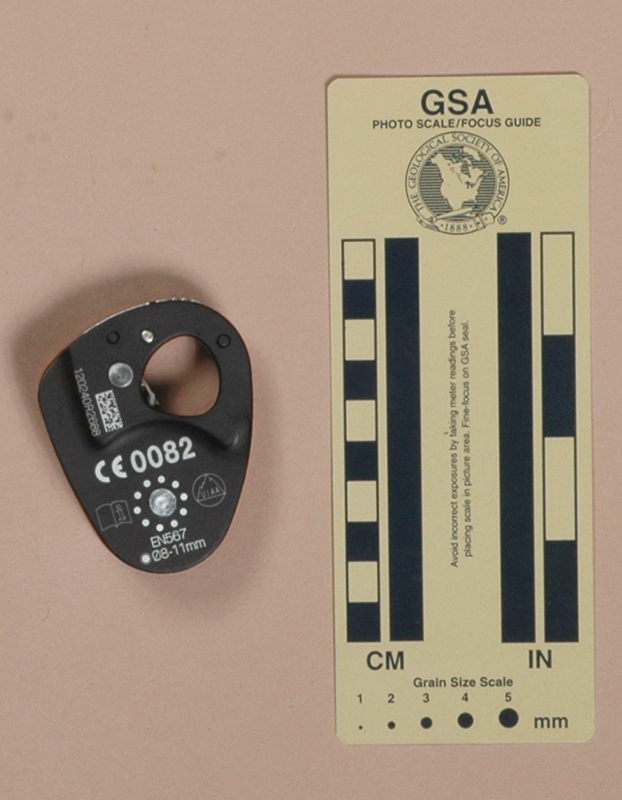 GSA
PHOTO SCALE/FOCUS GUIDE
THE GEOLOGICAL SOCIETY OF AMERICA
·1888·
®
Avoid incorrect exposures by taking meter readings before
placing scale in picture area. Fine-focus on GSA seal.
CM
IN
Grain Size Scale
1 2 3 4 5
mm
CE 0082
UIAA
EN567
Ø8-11mm